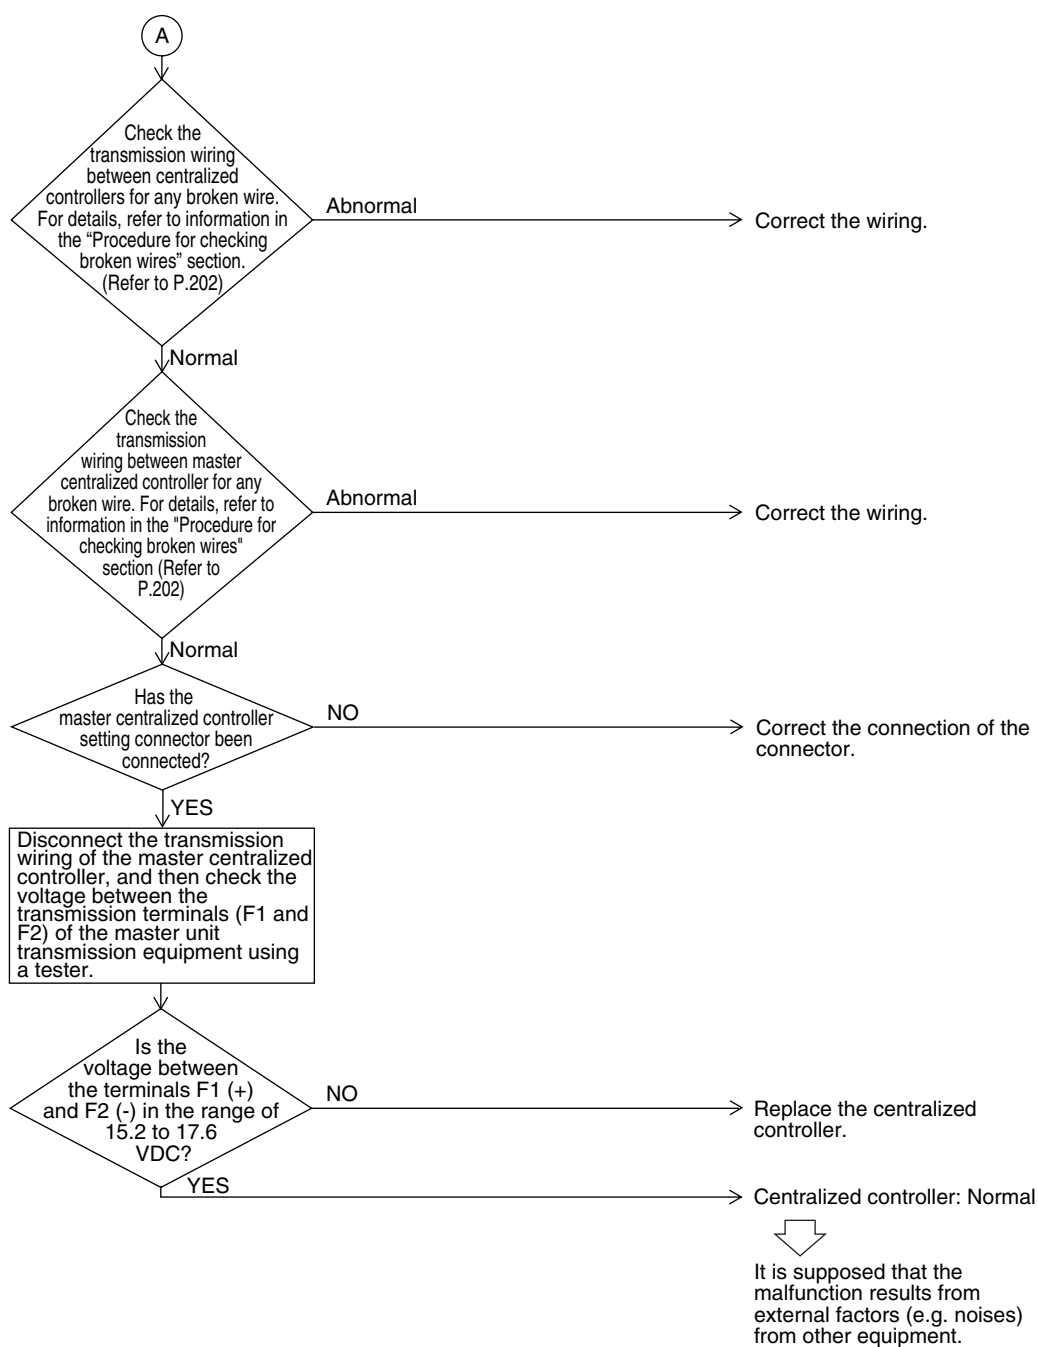 A
Check the
transmission wiring
between centralized
controllers for any broken wire.
For details, refer to information in
the “Procedure for checking
broken wires” section.
(Refer to P.202)
Abnormal
Correct the wiring.
Normal
Check the
transmission
wiring between master
centralized controller for any
broken wire. For details, refer to
information in the "Procedure for
checking broken wires"
section (Refer to
P.202)
Abnormal
Correct the wiring.
Normal
Has the
master centralized controller
setting connector been
connected?
NO
Correct the connection of the
connector.
YES
Disconnect the transmission
wiring of the master centralized
controller, and then check the
voltage between the
transmission terminals (F1 and
F2) of the master unit
transmission equipment using
a tester.
Is the
voltage between
the terminals F1 (+)
and F2 (-) in the range of
15.2 to 17.6
VDC?
NO
Replace the centralized
controller.
YES
Centralized controller: Normal
It is supposed that the
malfunction results from
external factors (e.g. noises)
from other equipment.